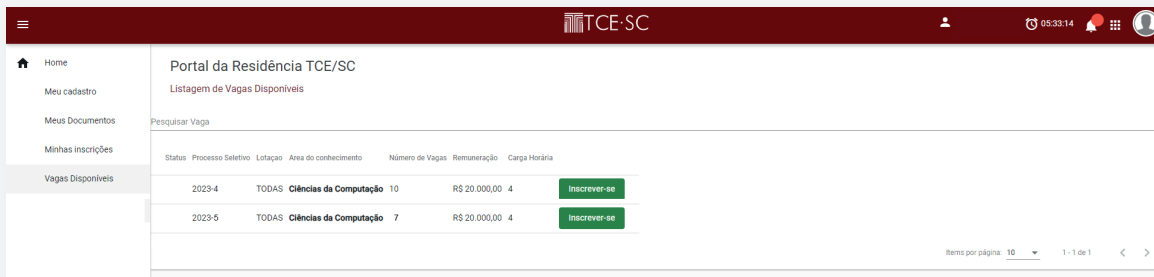 TCE·SC
05:33:14
Home
Meu cadastro
Meus Documentos
Minhas inscrições
Vagas Disponíveis
Portal da Residência TCE/SC
Listagem de Vagas Disponíveis
Pesquisar Vaga
Status Processo Seletivo Lotaçao Area do conhecimento Número de Vagas Remuneração Carga Horária
2023-4 TODAS Ciências da Computação 10 R$ 20.000,00 4 Inscrever-se
2023-5 TODAS Ciências da Computação 7 R$ 20.000,00 4 Inscrever-se
Items por página: 10 1 - 1 de 1